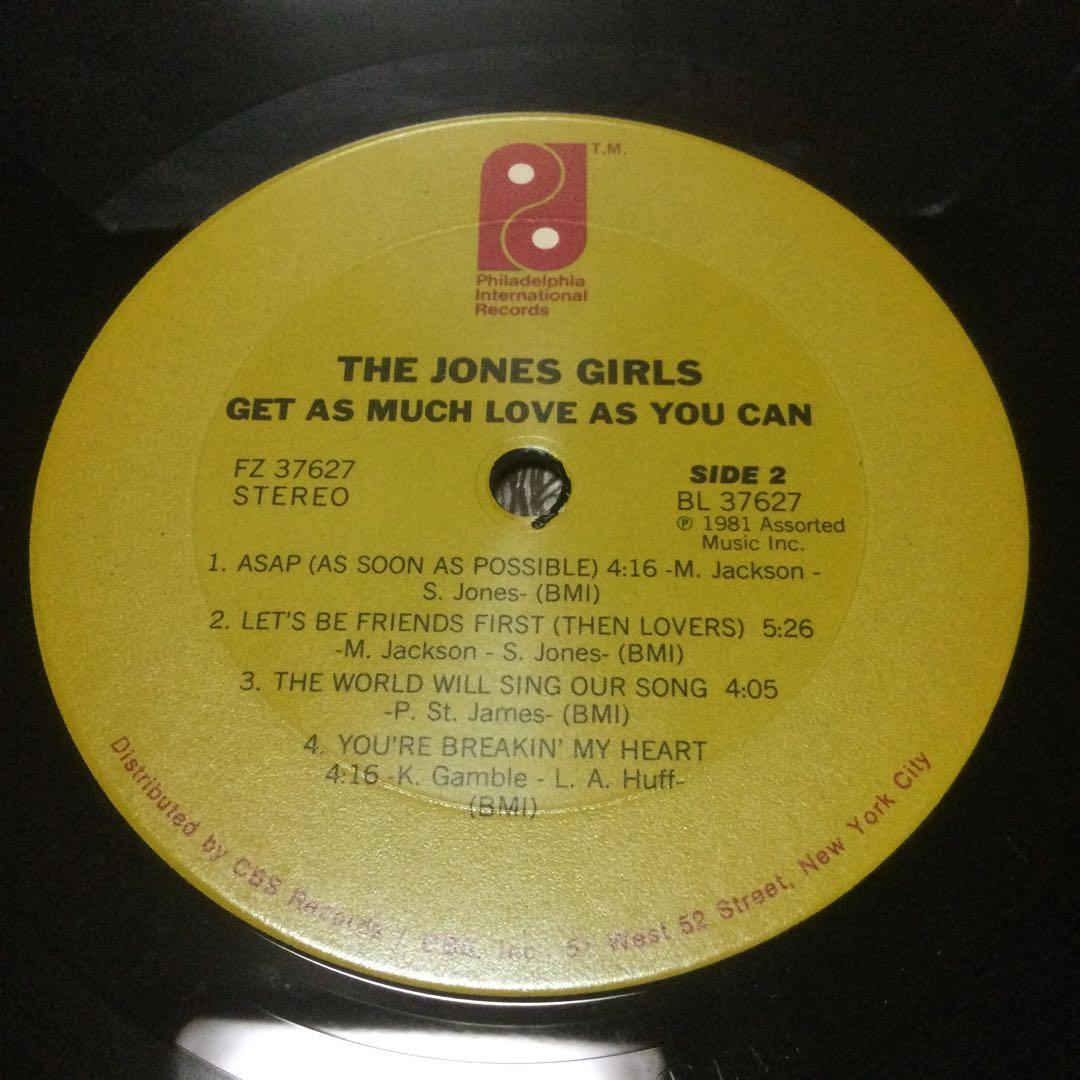 T.M.
Philadelphia
International
Records
THE JONES GIRLS
GET AS MUCH LOVE AS YOU CAN
FZ 37627
STEREO
SIDE 2
BL 37627
℗ 1981 Assorted
Music Inc.
1. ASAP (AS SOON AS POSSIBLE) 4:16 -M. Jackson -
S. Jones- (BMI)
2. LET'S BE FRIENDS FIRST (THEN LOVERS) 5:26
-M. Jackson - S. Jones- (BMI)
3. THE WORLD WILL SING OUR SONG 4:05
-P. St. James- (BMI)
4. YOU'RE BREAKIN' MY HEART
4:16 -K. Gamble - L. A. Huff-
(BMI)
Distributed by CBS Records / CBS, Inc., 51 West 52 Street, New York City